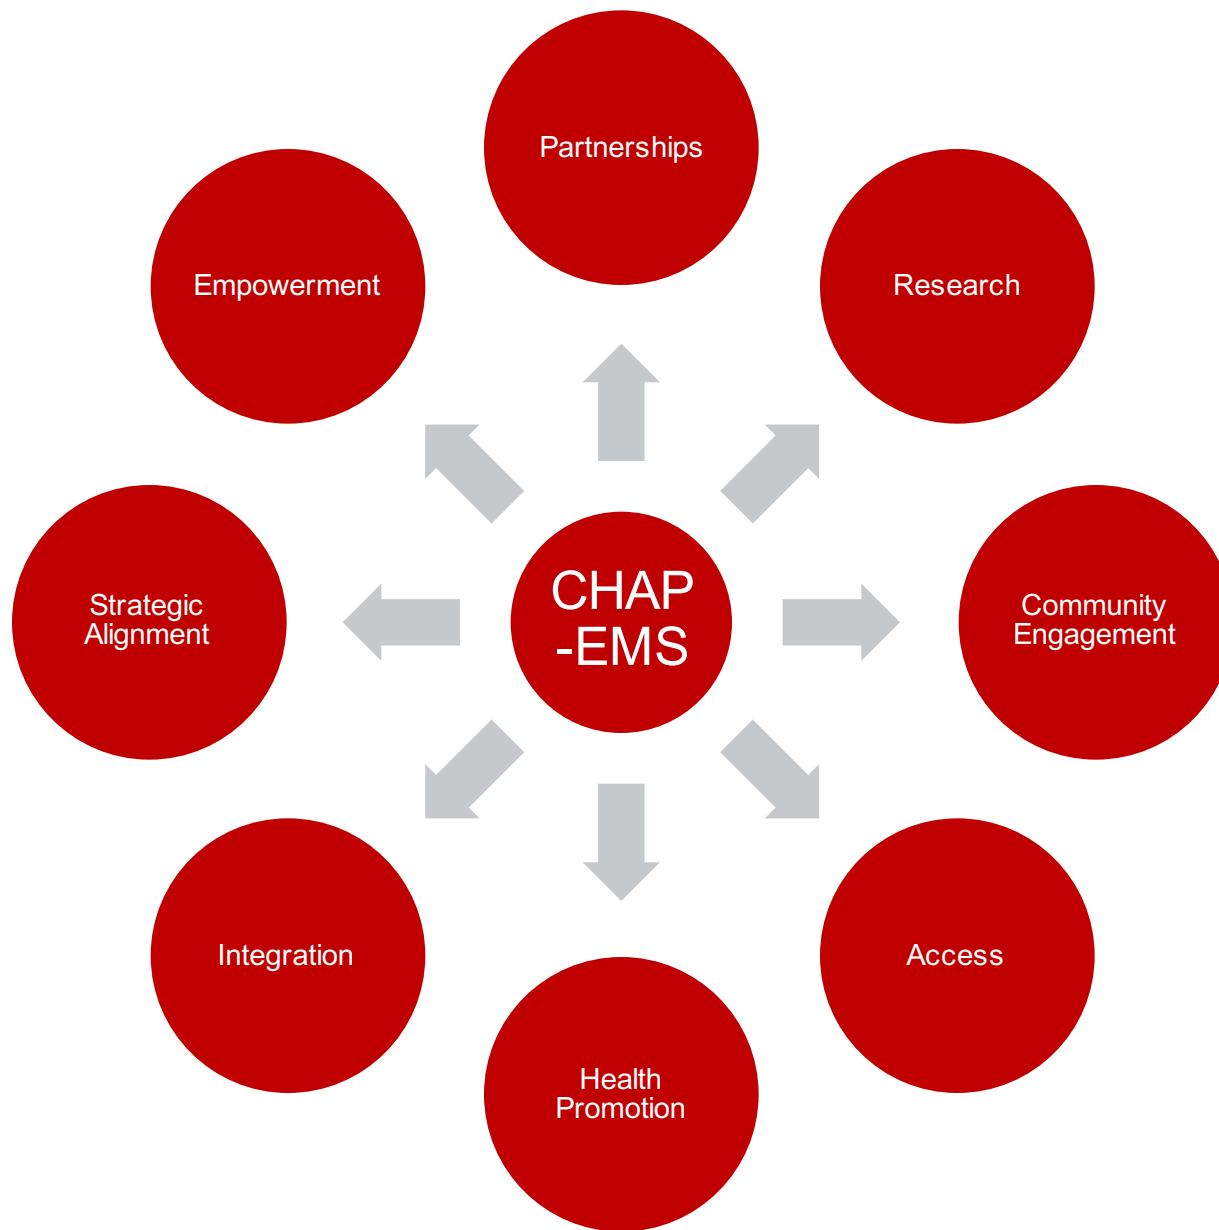 Partnerships
Empowerment
Research
Strategic
Alignment
CHAP
-EMS
Community
Engagement
Integration
Access
Health
Promotion